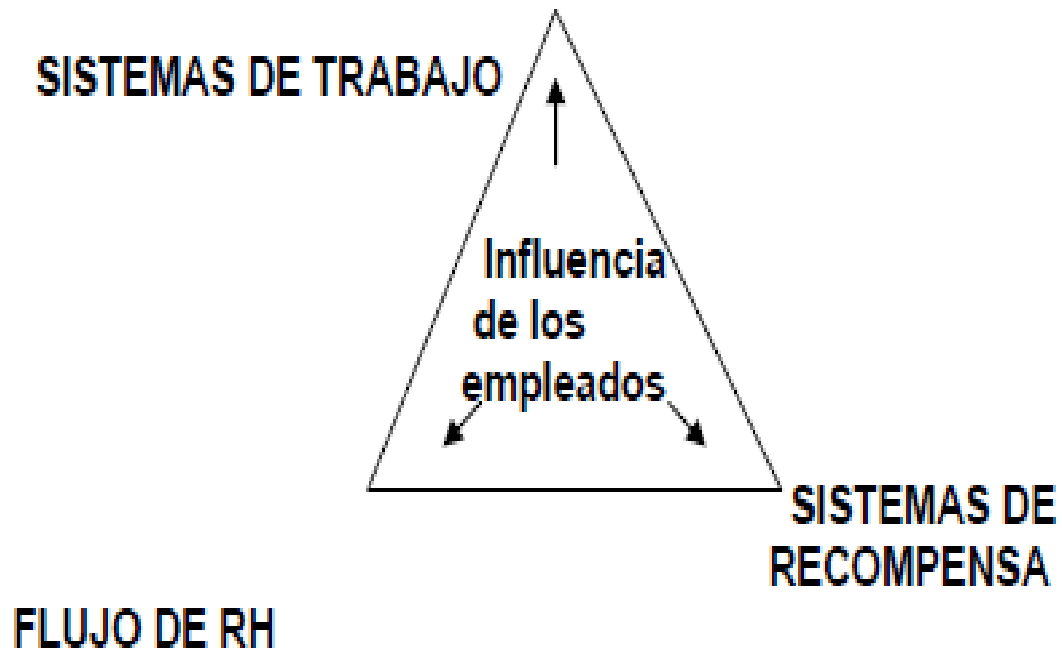 SISTEMAS DE TRABAJO
Influencia
de los
empleados
SISTEMAS DE
RECOMPENSA
FLUJO DE RH